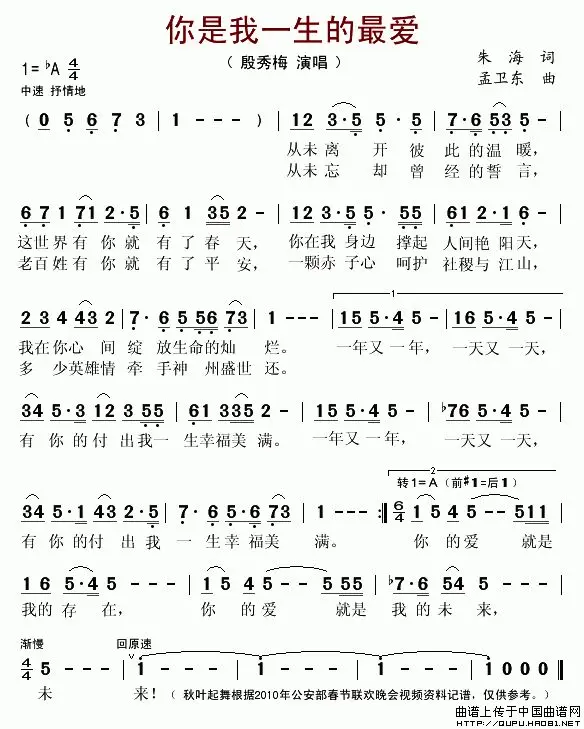 你是我一生的最爱
（ 殷秀梅 演唱 ）
朱 海 词
孟卫东 曲
1= ♭A 4/4
中速 抒情地
( 0 5 6 7 3 | 1 - - - ) | 12 3·5 5 - | 7·6 53 5 - |
从未 离 开 彼 此 的 温 暖，
从未 忘 却 曾 经 的 誓 言，
6 7 1 71 2·5 | 6·1 35 2 - | 12 3·5 5· 55 | 61 2·1 2 - |
这世界有你就 有了春 天， 你在我 身边 撑起 人间艳阳天，
老百姓有你就 有了平 安， 一颗赤 子心 呵护 社稷与江山，
1
2 3 5 4 43 2 | 7· 5 5 56 73 | 1 - - - | 15 5·4 5 - | 16 5·4 5 - |
我在你心 间 绽 放生命的灿 烂。 一年又一年， 一天又一天，
多 少英雄情 牵 手神 州盛世 还。
34 5·3 12 3 55 | 61 335 2 - | 15 5·4 5 - | ♭76 5·4 5 - |
有 你 的 付 出我 一 生幸福美 满。 一年又一年， 一天又一天，
2
转1=A（前♯1=后1）
34 5·1 43 2·5 | 7· 6 5·6 73 | 1 - - - :‖ 6/4 1 5 4 5 - - 511 |
有 你 的 付 出 我 一 生 幸 福美 满。 你 的 爱 就是
1 6 5·4 5 - - | 1 5 4 5 - 555 | ♭7·6 54 5 - - |
我的 存 在， 你 的 爱 就是 我 的 未 来，
渐慢 回原速
4/4 5 - - - | 1 - - - | 1 - - - | 1 - - - | 1 0 0 0 ‖
未 来！（ 秋叶起舞根据2010年公安部春节联欢晚会视频资料记谱，仅供参考。）
曲谱上传于中国曲谱网
http://QUPU.HAO81.NET